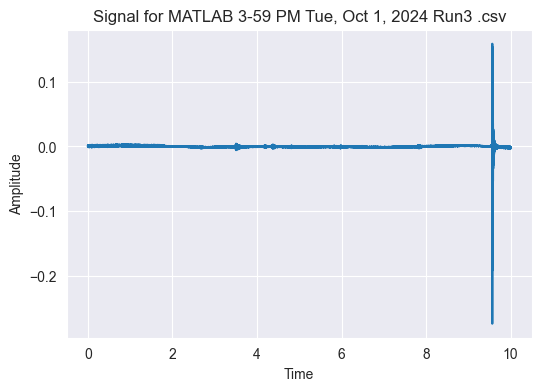 Signal for MATLAB 3-59 PM Tue, Oct 1, 2024 Run3 .csv
0.1
0.0
−0.1
−0.2
Amplitude
0 2 4 6 8 10
Time